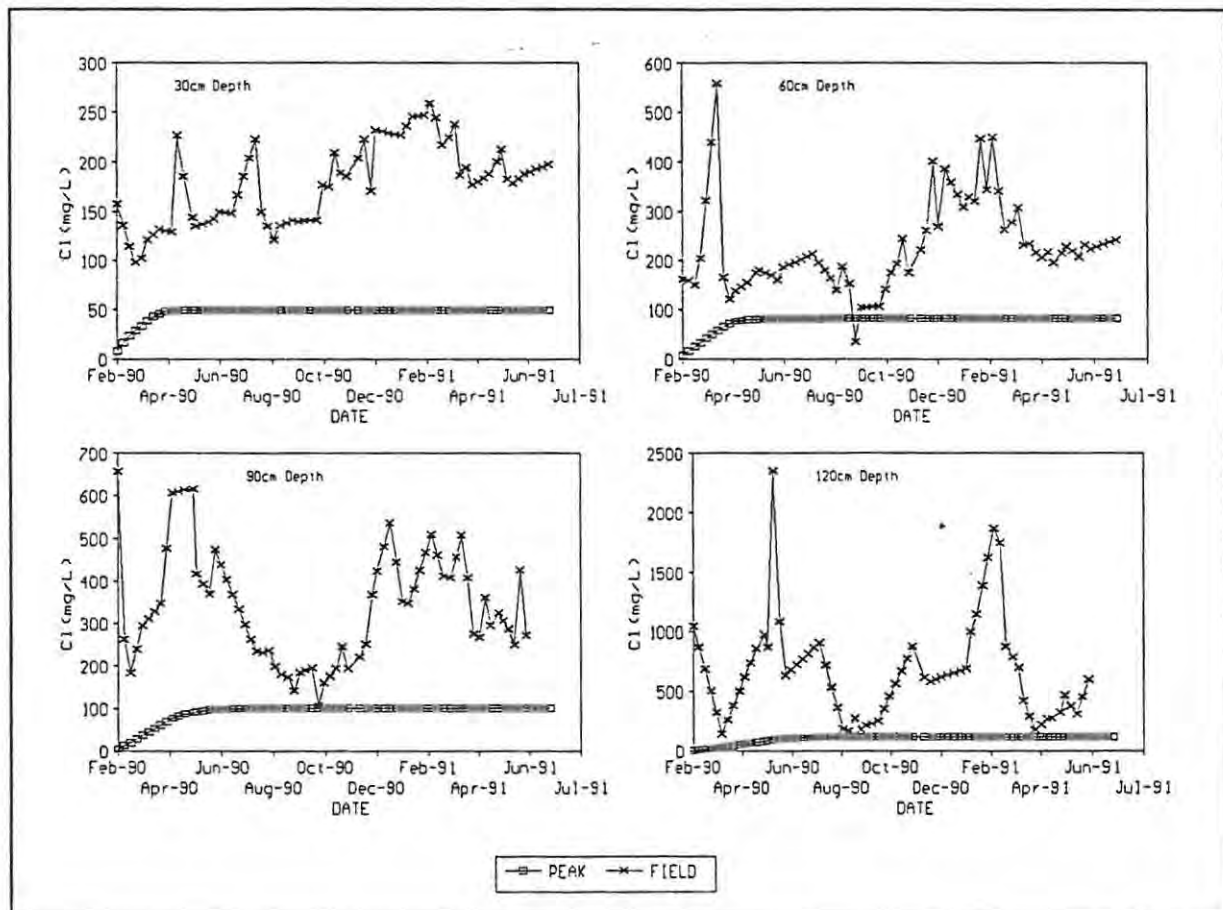 30cm Depth
Cl (mg/L)
300
250
200
150
100
50
0
Feb-90 Jun-90 Oct-90 Feb-91 Jun-91
Apr-90 Aug-90 Dec-90 Apr-91 Jul-91
DATE
60cm Depth
Cl (mg/L)
600
500
400
300
200
100
0
Feb-90 Jun-90 Oct-90 Feb-91 Jun-91
Apr-90 Aug-90 Dec-90 Apr-91 Jul-91
DATE
90cm Depth
Cl (mg/L)
700
600
500
400
300
200
100
0
Feb-90 Jun-90 Oct-90 Feb-91 Jun-91
Apr-90 Aug-90 Dec-90 Apr-91 Jul-91
DATE
120cm Depth
Cl (mg/L)
2500
2000
1500
1000
500
0
Feb-90 Jun-90 Oct-90 Feb-91 Jun-91
Apr-90 Aug-90 Dec-90 Apr-91 Jul-91
DATE
PEAK FIELD